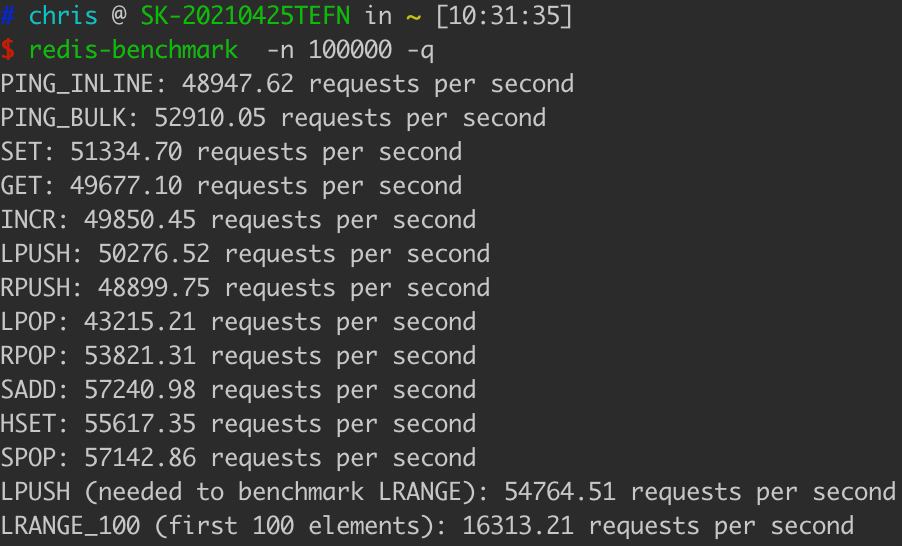 # chris @ SK-20210425TEFN in ~ [10:31:35]
$ redis-benchmark  -n 100000 -q
PING_INLINE: 48947.62 requests per second
PING_BULK: 52910.05 requests per second
SET: 51334.70 requests per second
GET: 49677.10 requests per second
INCR: 49850.45 requests per second
LPUSH: 50276.52 requests per second
RPUSH: 48899.75 requests per second
LPOP: 43215.21 requests per second
RPOP: 53821.31 requests per second
SADD: 57240.98 requests per second
HSET: 55617.35 requests per second
SPOP: 57142.86 requests per second
LPUSH (needed to benchmark LRANGE): 54764.51 requests per second
LRANGE_100 (first 100 elements): 16313.21 requests per second